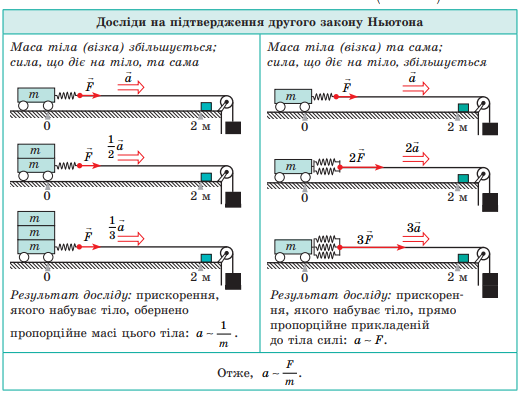 Досліди на підтвердження другого закону Ньютона
Маса тіла (візка) збільшується;
сила, що діє на тіло, та сама
m
F⃗
a⃗
0
2 м
m
m
F⃗
1/2 a⃗
0
2 м
m
m
m
F⃗
1/3 a⃗
0
2 м
Результат досліду: прискорення,
якого набуває тіло, обернено
пропорційне масі цього тіла: a ~ 1/m.
Маса тіла (візка) та сама;
сила, що діє на тіло, збільшується
m
F⃗
a⃗
0
2 м
m
2F⃗
2a⃗
0
2 м
m
3F⃗
3a⃗
0
2 м
Результат досліду: прискорен-
ня, якого набуває тіло, прямо
пропорційне прикладеній
до тіла силі: a ~ F.
Отже, a ~ F/m.